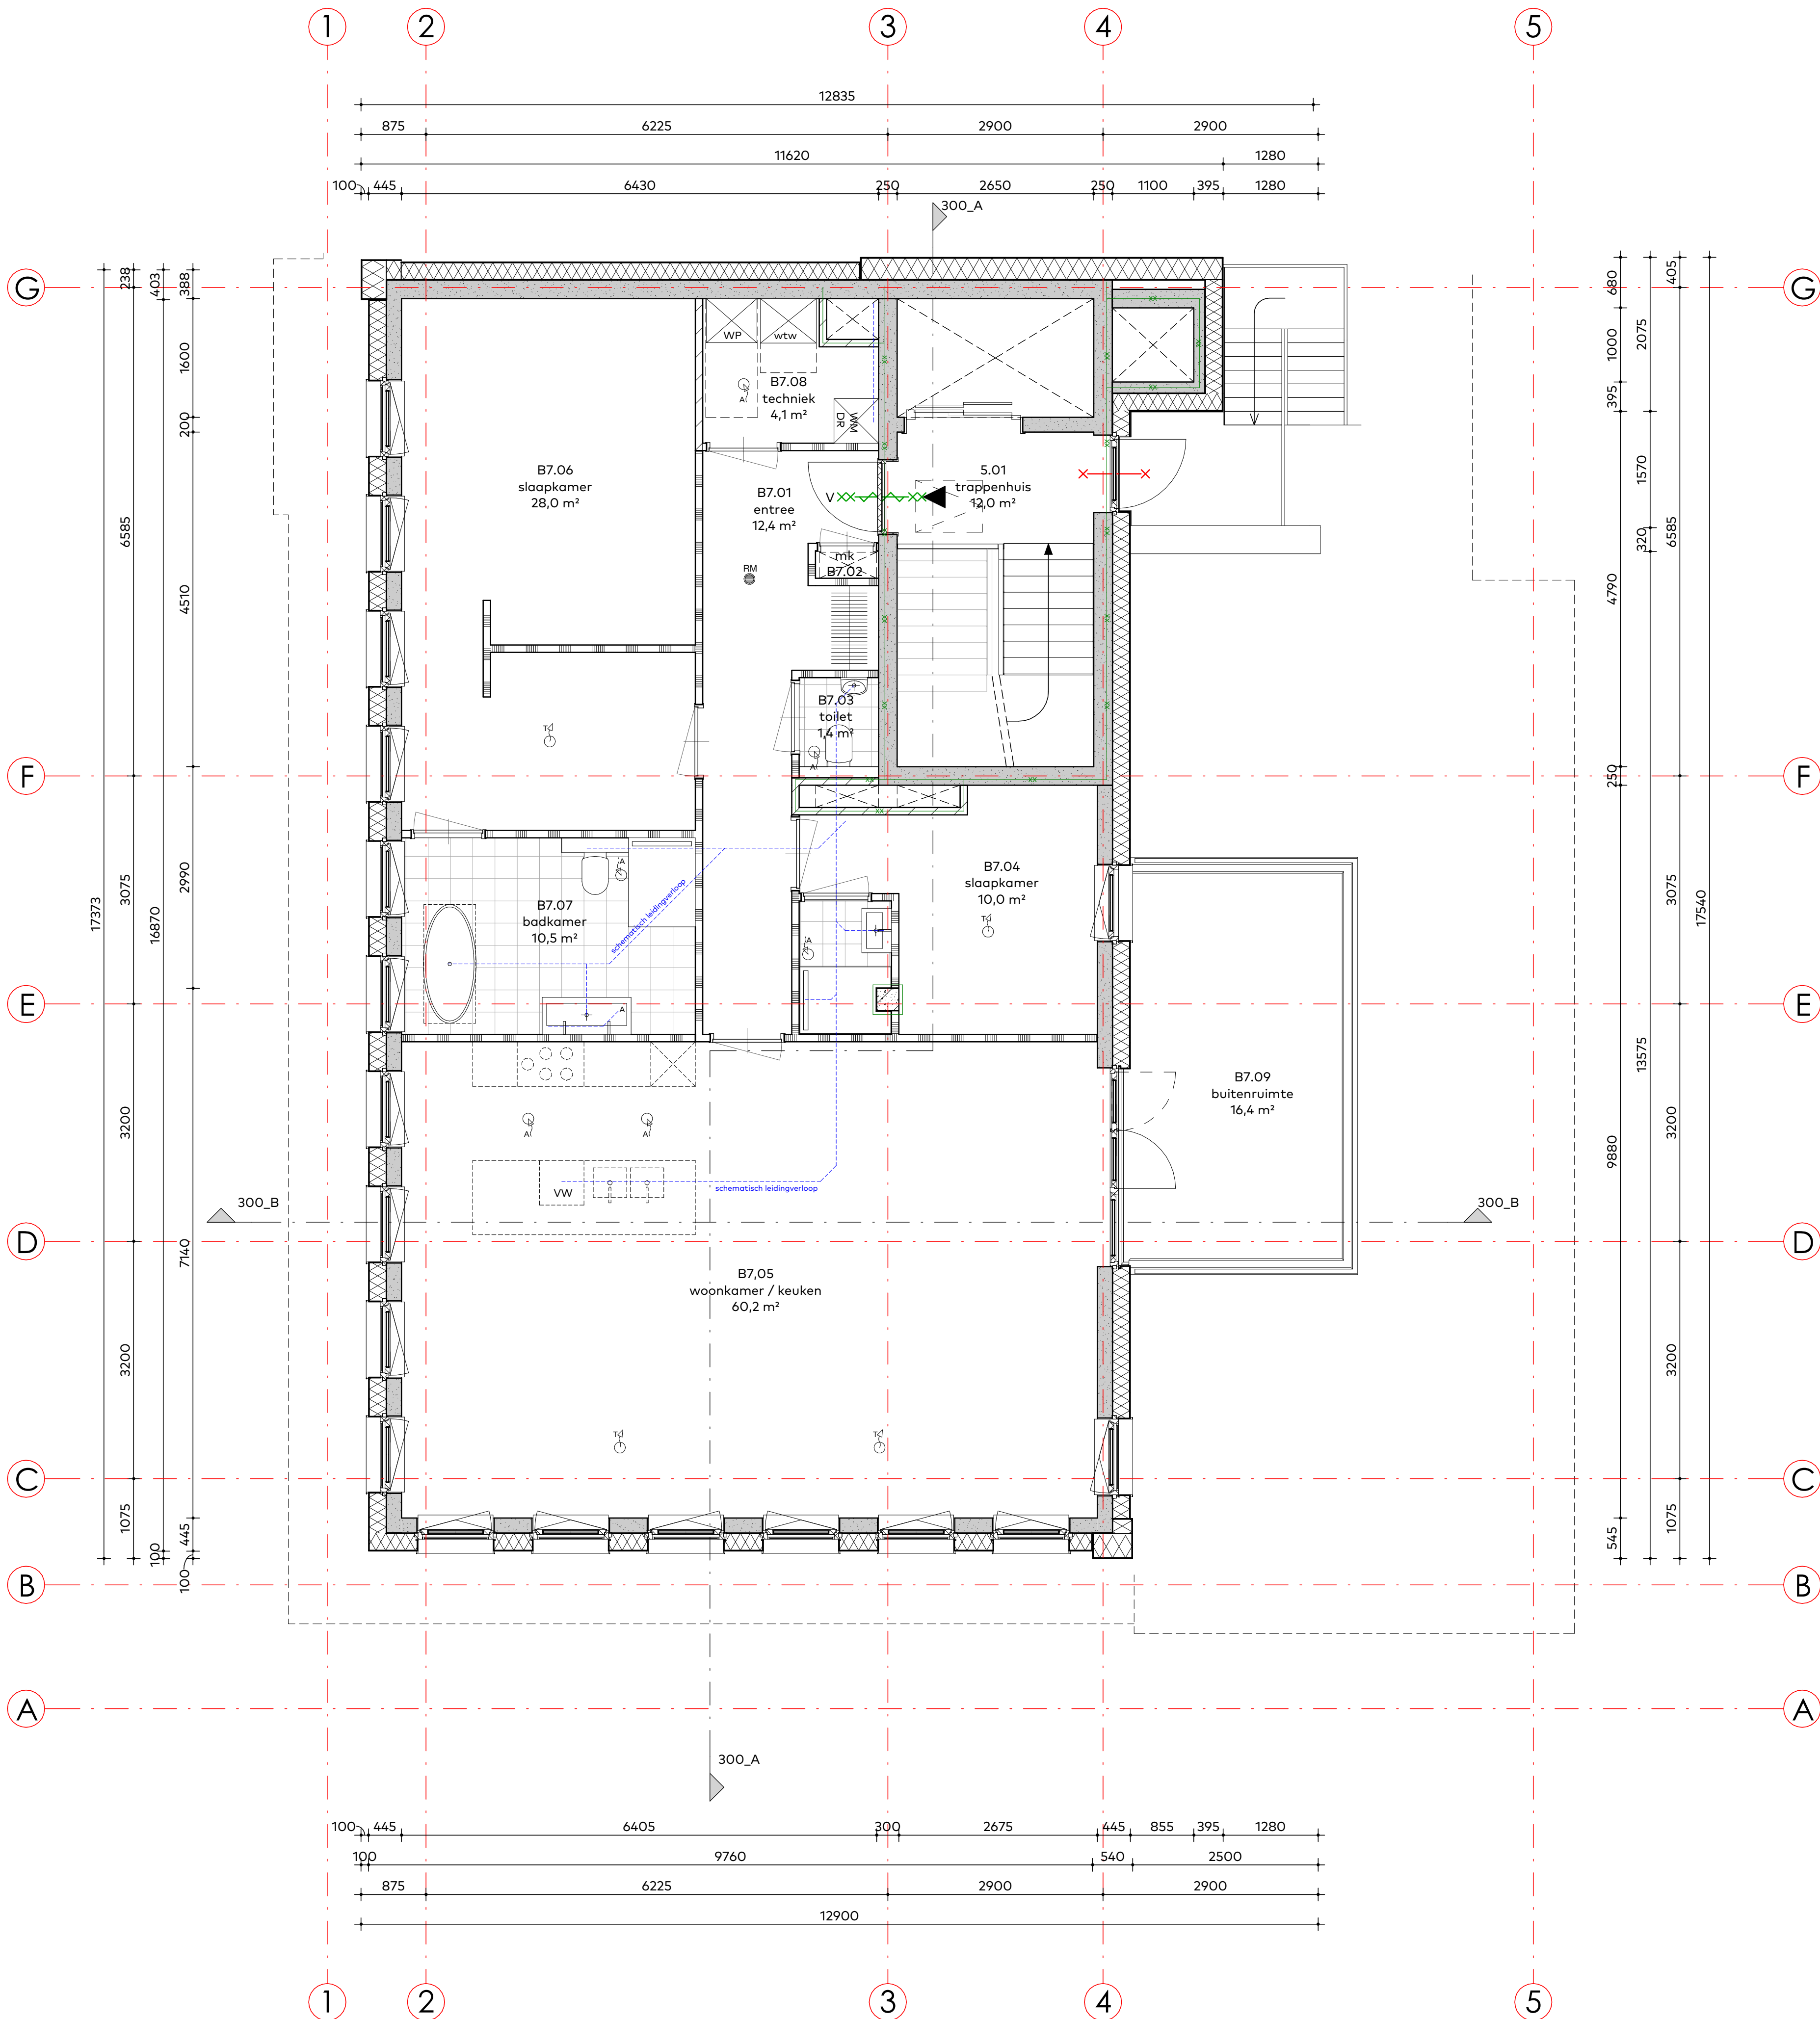 1 2 3 4 5
12835
875 6225 2900 2900
11620 1280
100 445 6430 250 2650 250 1100 395 1280
300_A
G G
F F
E E
D D
C C
B B
A A
17373
238 6585 3075 3200 3200 1075
403 16870 100
388 1600 200 4510 2990 7140 445 100
WP
wtw
A
B7.08
techniek
4,1 m²
WM
DR
B7.06
slaapkamer
28,0 m²
B7.01
entree
12,4 m²
V
5.01
trappenhuis
12,0 m²
mk
B7.02
RM
B7.03
toilet
1,4 m²
A
T
B7.04
slaapkamer
10,0 m²
T
A
B7.07
badkamer
10,5 m²
A
A
schematisch leidingverloop
B7.09
buitenruimte
16,4 m²
A
A
VW
schematisch leidingverloop
300_B
300_B
B7,05
woonkamer / keuken
60,2 m²
T
T
680 1000 395 4790 250 9880 545
2075 1570 320 13575
405 6585 3075 3200 3200 1075
17540
300_A
100 445 6405 300 2675 445 855 395 1280
100 9760 540 2500
875 6225 2900 2900
12900
1 2 3 4 5